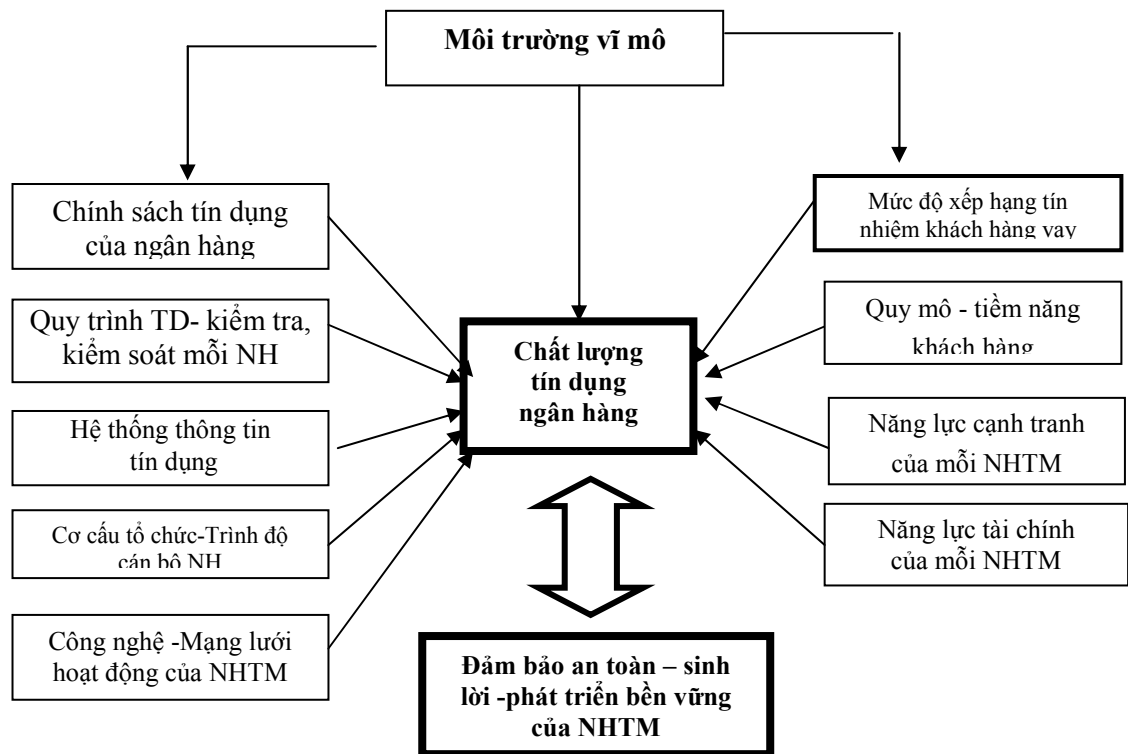 Môi trường vĩ mô
Chính sách tín dụng
của ngân hàng
Quy trình TD- kiểm tra,
kiểm soát mỗi NH
Hệ thống thông tin
tín dụng
Cơ cấu tổ chức-Trình độ
cán bộ NH
Công nghệ -Mạng lưới
hoạt động của NHTM
Chất lượng
tín dụng
ngân hàng
Đảm bảo an toàn – sinh
lời -phát triển bền vững
của NHTM
Mức độ xếp hạng tín
nhiệm khách hàng vay
Quy mô - tiềm năng
khách hàng
Năng lực cạnh tranh
của mỗi NHTM
Năng lực tài chính
của mỗi NHTM